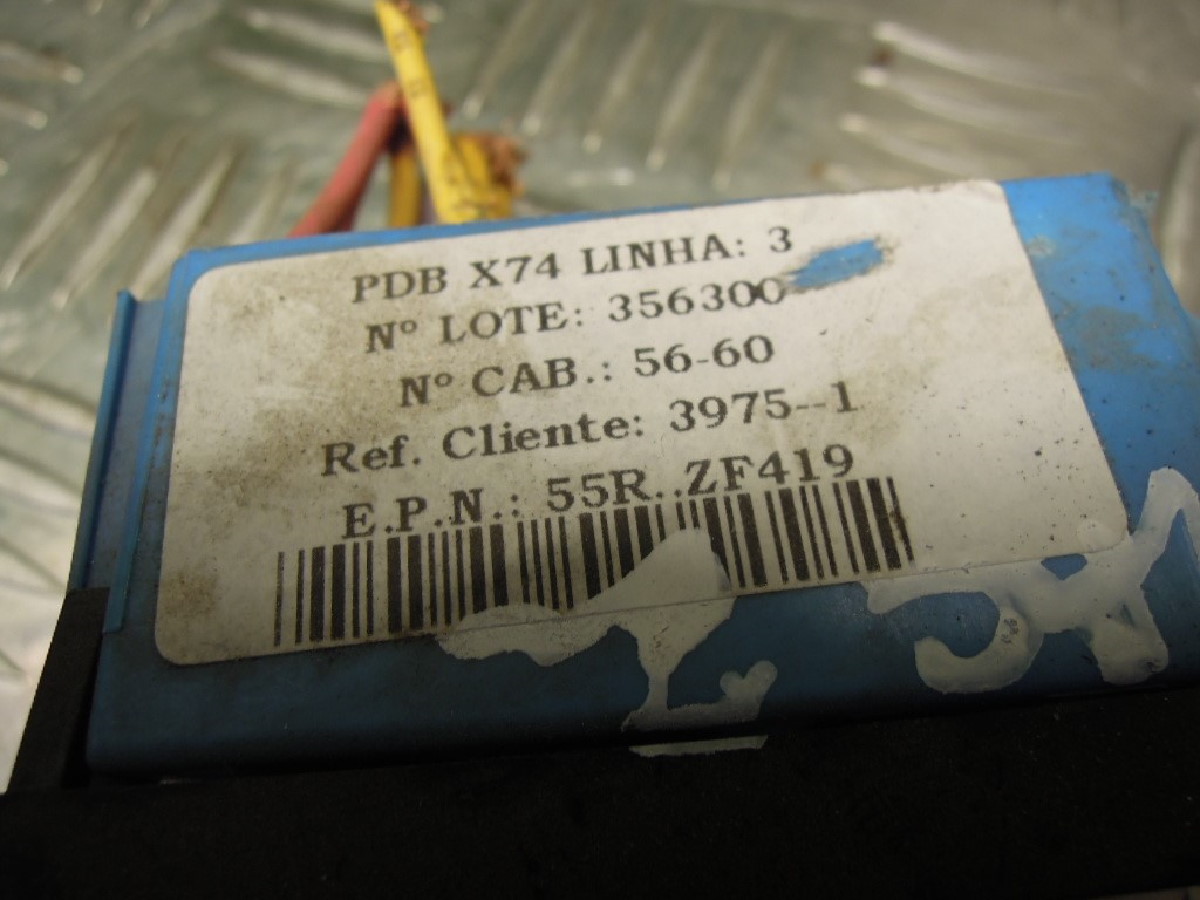 PDB X74 LINHA: 3
Nº LOTE: 356300
Nº CAB.: 56-60
Ref. Cliente: 3975--1
E.P.N.: 55R..ZF419